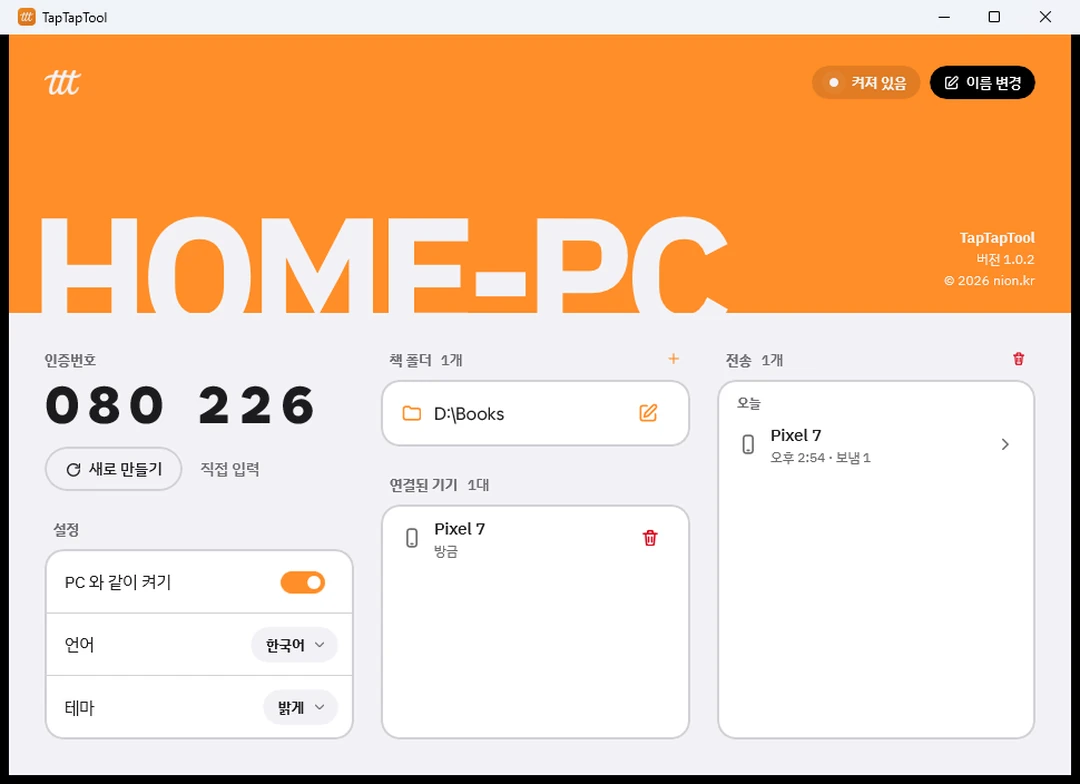 TapTapTool
ttt
켜져 있음
이름 변경
HOME-PC
TapTapTool
버전 1.0.2
© 2026 nion.kr
인증번호
080 226
새로 만들기
직접 입력
설정
PC 와 같이 켜기
언어
한국어
테마
밝게
책 폴더 1개
D:\Books
연결된 기기 1대
Pixel 7
방금
전송 1개
오늘
Pixel 7
오후 2:54 · 보냄 1